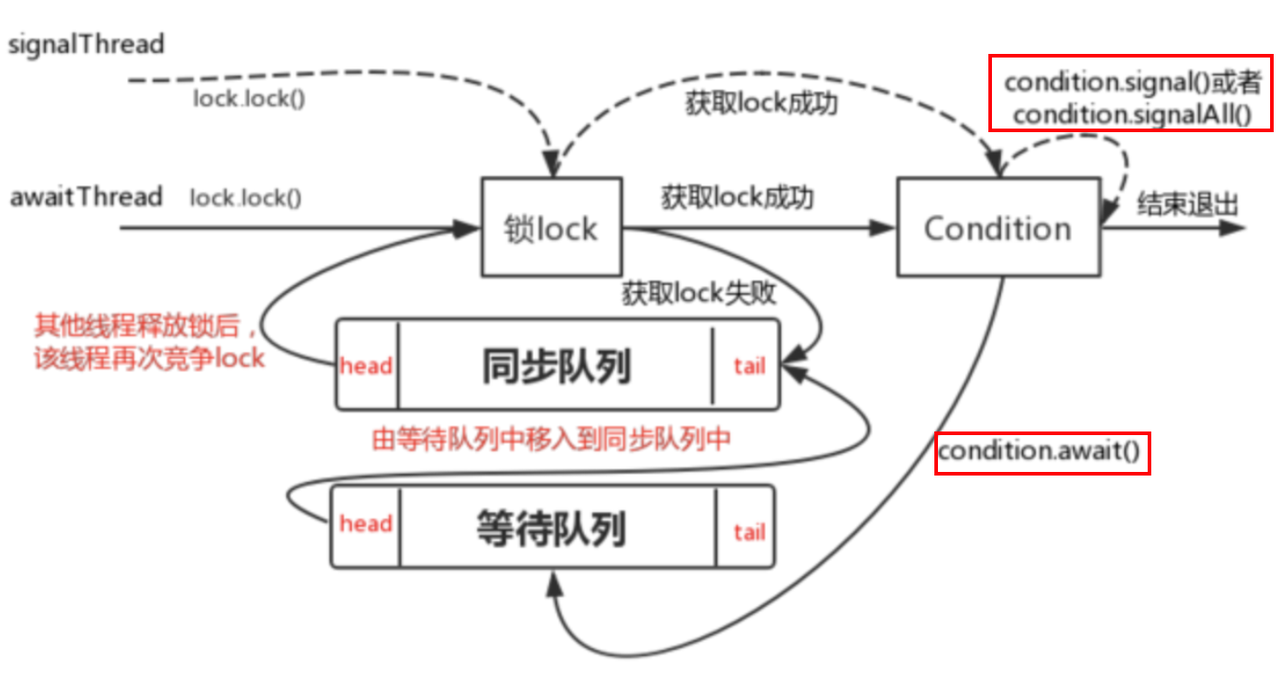 signalThread
lock.lock()
获取lock成功
condition.signal()或者
condition.signalAll()
awaitThread
lock.lock()
锁lock
获取lock成功
Condition
结束退出
获取lock失败
其他线程释放锁后，
该线程再次竞争lock
head
同步队列
tail
由等待队列中移入到同步队列中
condition.await()
head
等待队列
tail